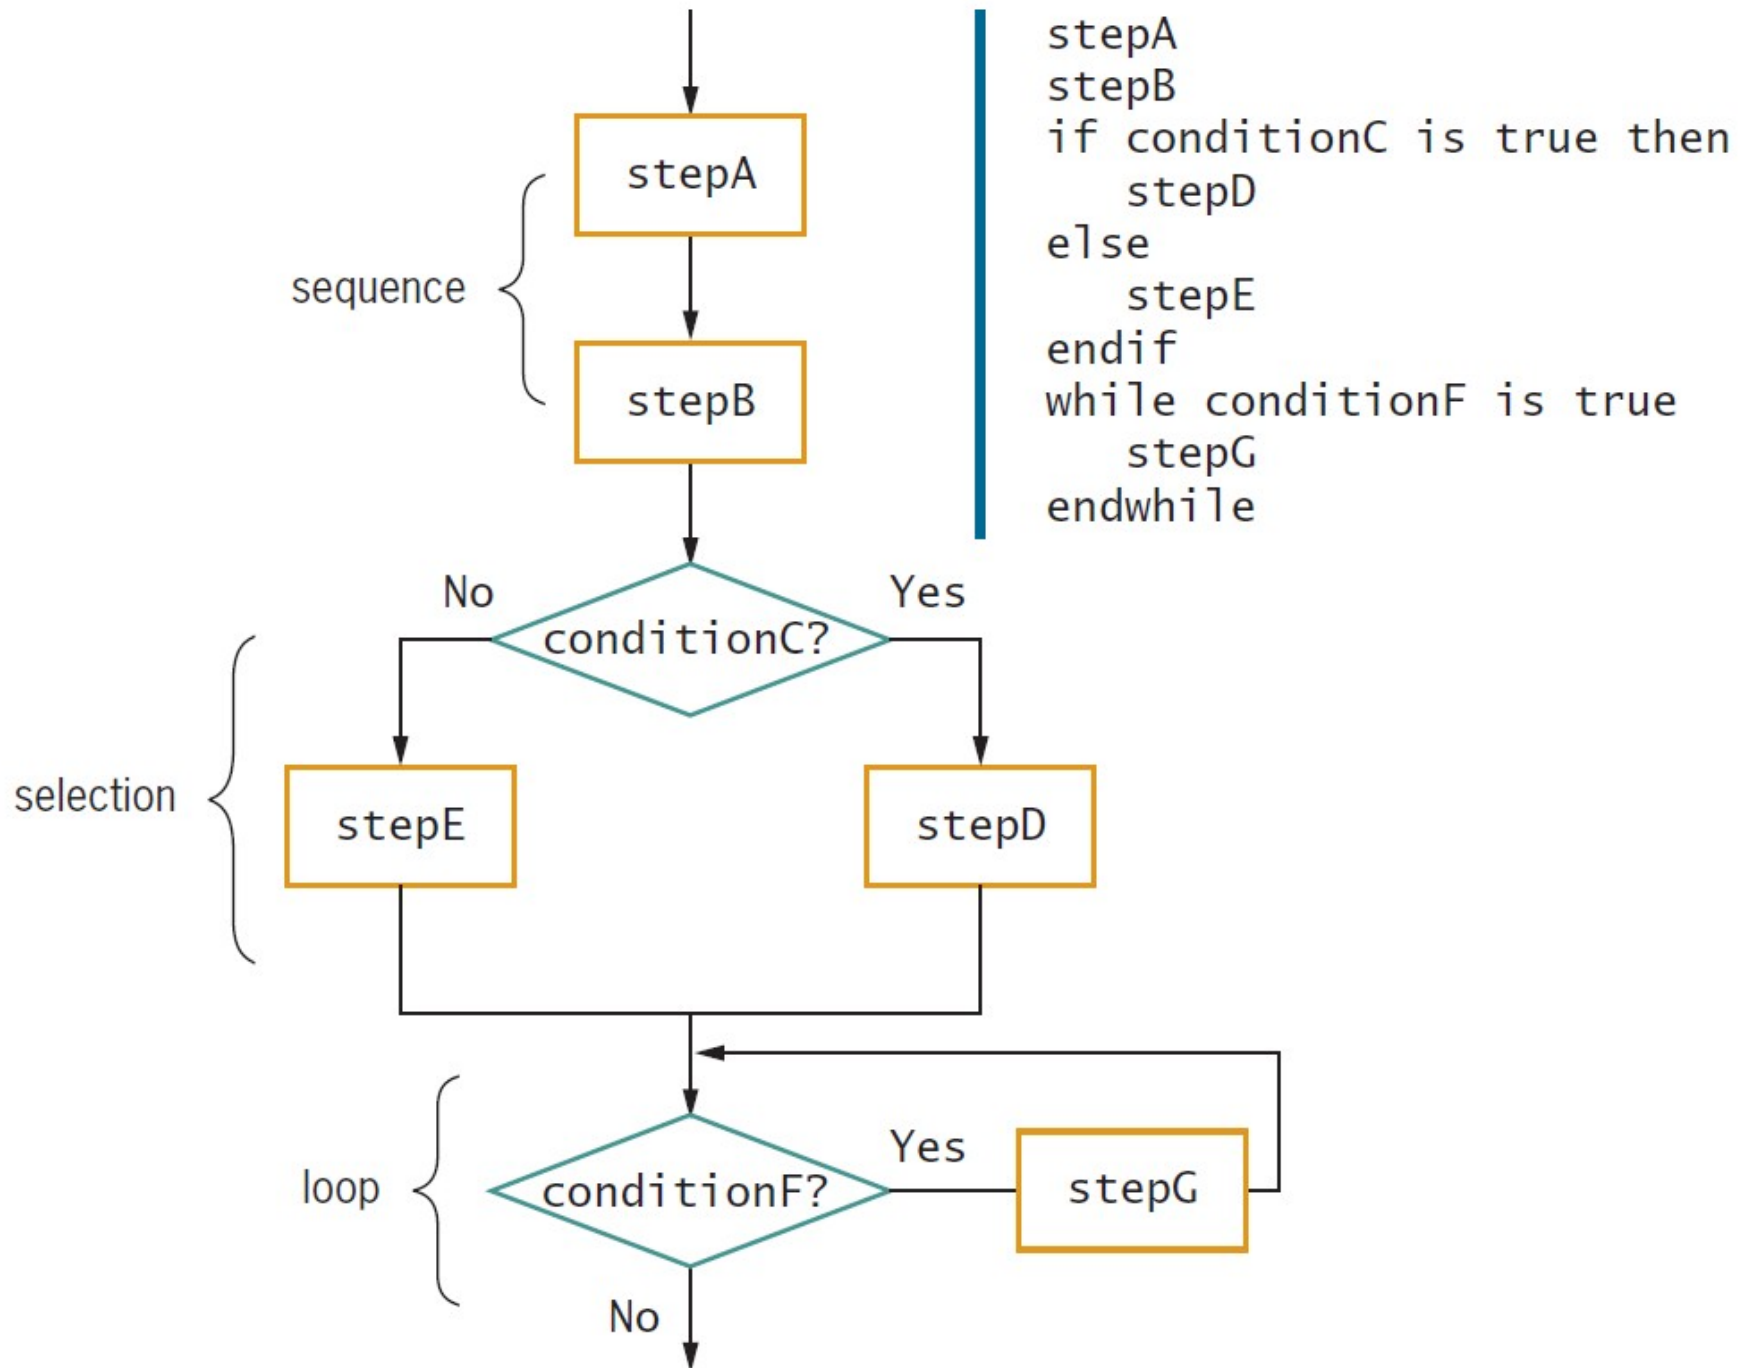 stepA
stepB
if conditionC is true then
   stepD
else
   stepE
endif
while conditionF is true
   stepG
endwhile
stepA
sequence
stepB
No
Yes
conditionC?
selection
stepE
stepD
Yes
loop
conditionF?
stepG
No